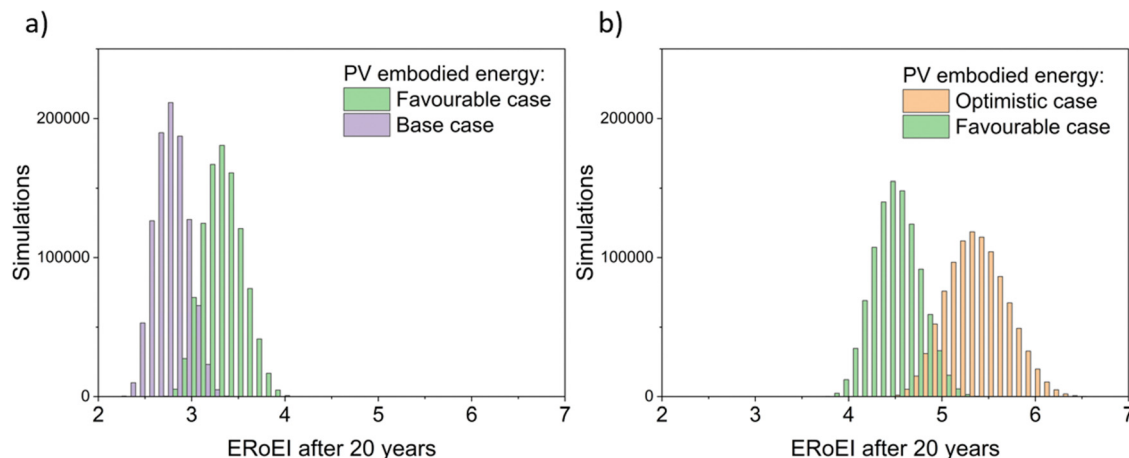 a)
PV embodied energy:
Favourable case
Base case
Simulations
200000
100000
0
2 3 4 5 6 7
ERoEI after 20 years
b)
PV embodied energy:
Optimistic case
Favourable case
Simulations
200000
100000
0
2 3 4 5 6 7
ERoEI after 20 years